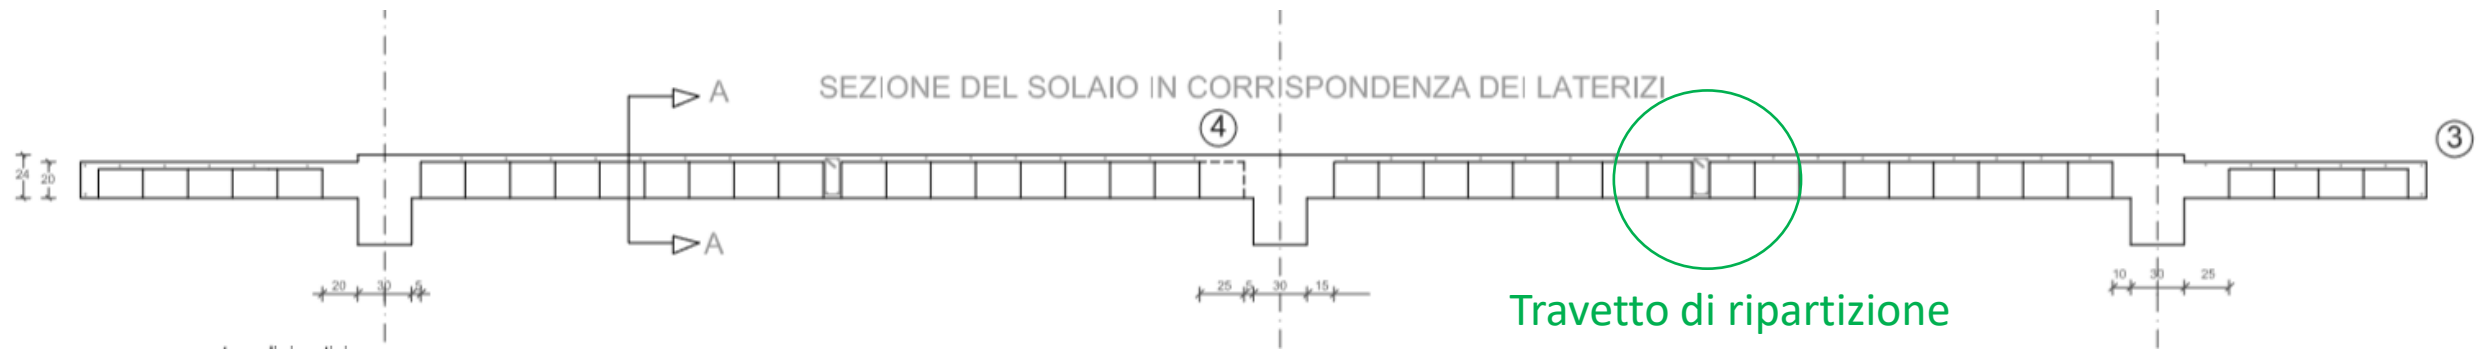 A
SEZIONE DEL SOLAIO IN CORRISPONDENZA DEI LATERIZI
4
3
24
20
A
20 30 5
25 5 30 15
10 30 25
Travetto di ripartizione